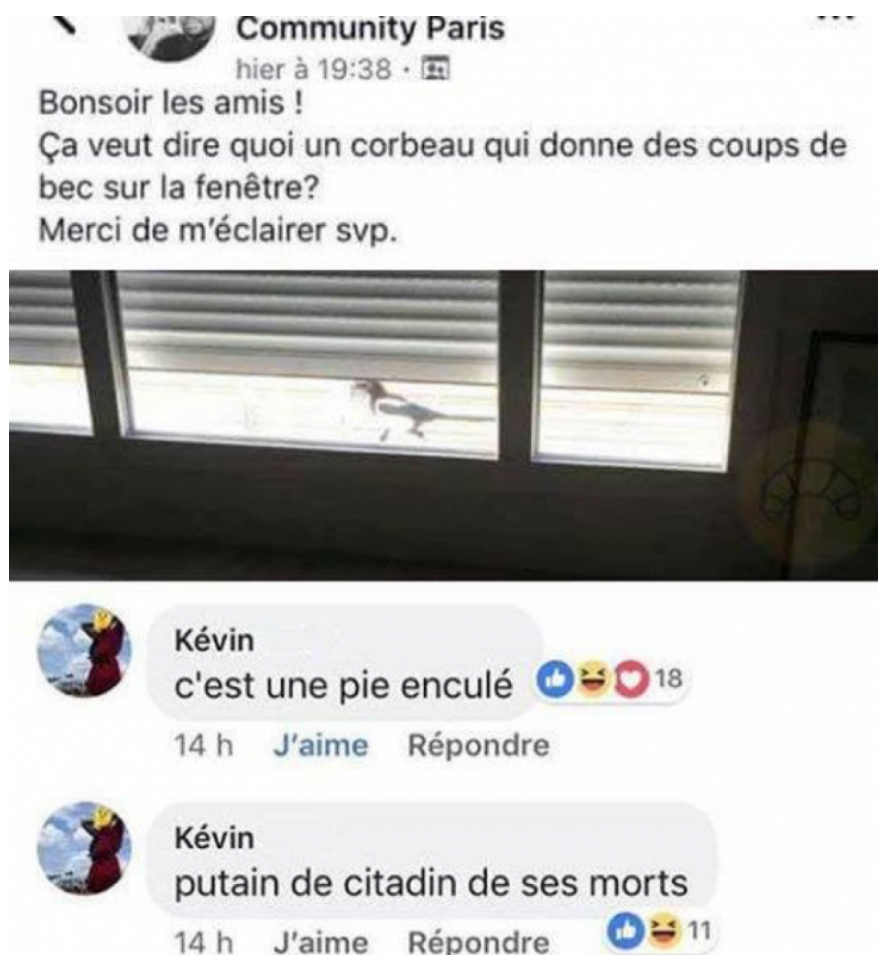 Community Paris
hier à 19:38 ·
Bonsoir les amis !
Ça veut dire quoi un corbeau qui donne des coups de
bec sur la fenêtre?
Merci de m'éclairer svp.
Kévin
c'est une pie enculé
18
14 h J'aime Répondre
Kévin
putain de citadin de ses morts
11
14 h J'aime Répondre